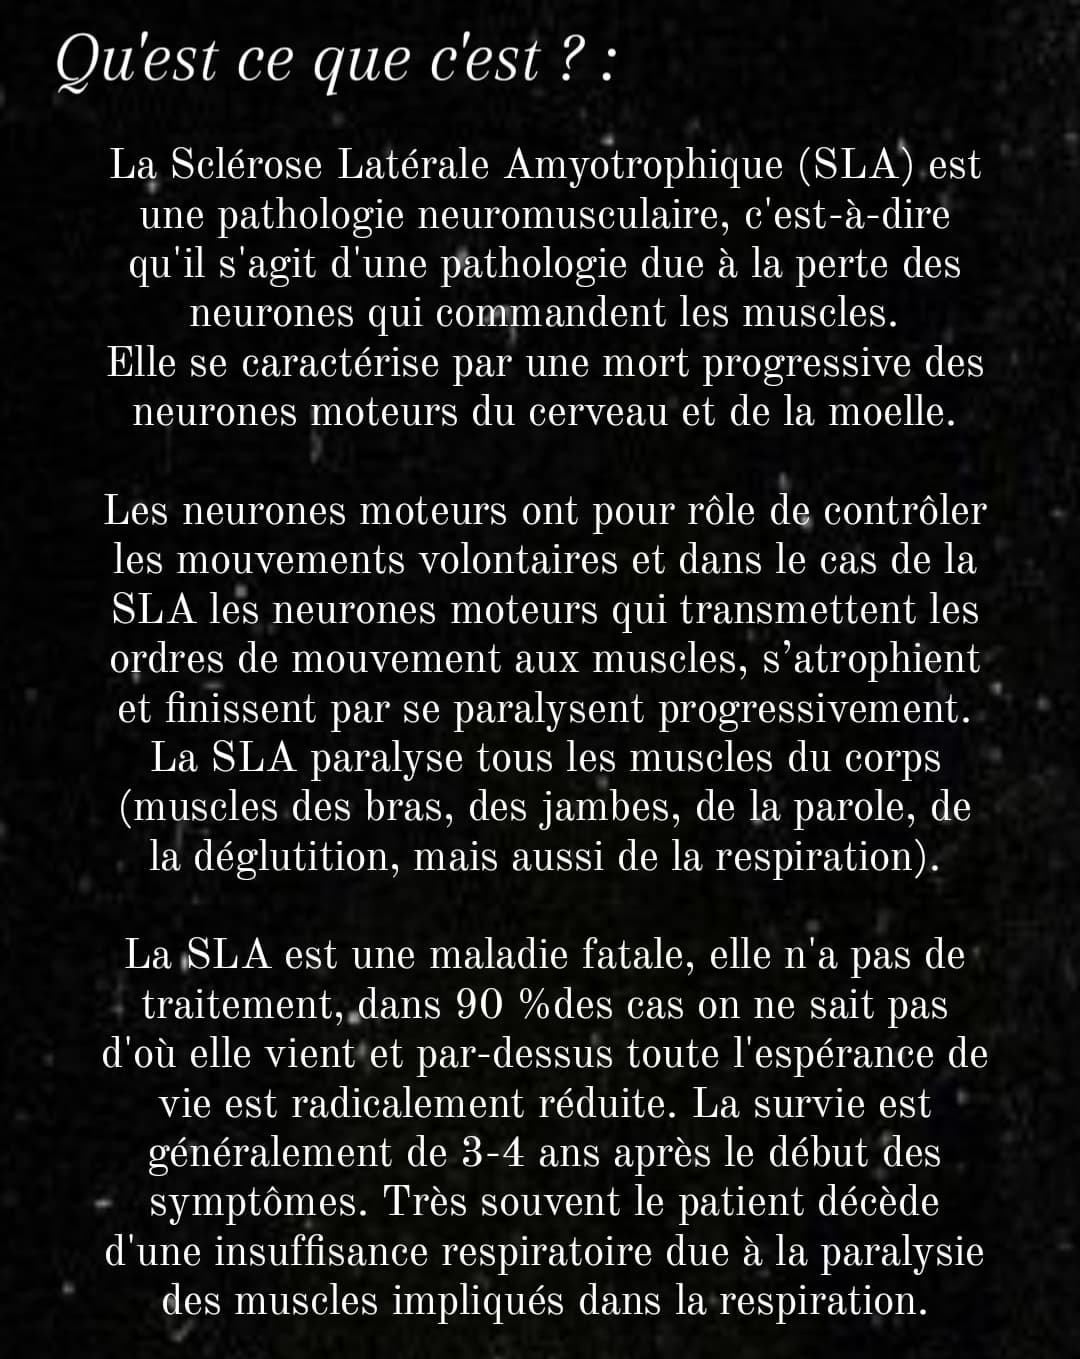 Qu'est ce que c'est ? :
La Sclérose Latérale Amyotrophique (SLA) est
une pathologie neuromusculaire, c'est-à-dire
qu'il s'agit d'une pathologie due à la perte des
neurones qui commandent les muscles.
Elle se caractérise par une mort progressive des
neurones moteurs du cerveau et de la moelle.
Les neurones moteurs ont pour rôle de contrôler
les mouvements volontaires et dans le cas de la
SLA les neurones moteurs qui transmettent les
ordres de mouvement aux muscles, s’atrophient
et finissent par se paralysent progressivement.
La SLA paralyse tous les muscles du corps
(muscles des bras, des jambes, de la parole, de
la déglutition, mais aussi de la respiration).
La SLA est une maladie fatale, elle n'a pas de
traitement, dans 90 %des cas on ne sait pas
d'où elle vient et par-dessus toute l'espérance de
vie est radicalement réduite. La survie est
généralement de 3-4 ans après le début des
symptômes. Très souvent le patient décède
d'une insuffisance respiratoire due à la paralysie
des muscles impliqués dans la respiration.